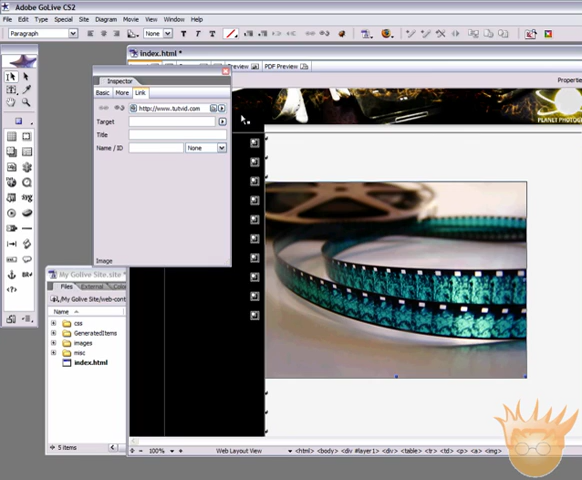 Adobe GoLive CS2
File Edit Type Special Site Diagram Movie View Window Help
Paragraph
None
index.html *
Preview PDF Preview
Inspector
Properties
Basic More Link
http://www.tutvid.com
PLANET PHOTOG
Target
Title
Name / ID None
Image
My Golive Site.site *
Files External
/My Golive Site/web-cont
Name
css
GeneratedItems
images
misc
index.html
5 items
100%
Web Layout View
<html> <body> <div #layer1> <div> <table> <tr> <td> <p> <a> <img>